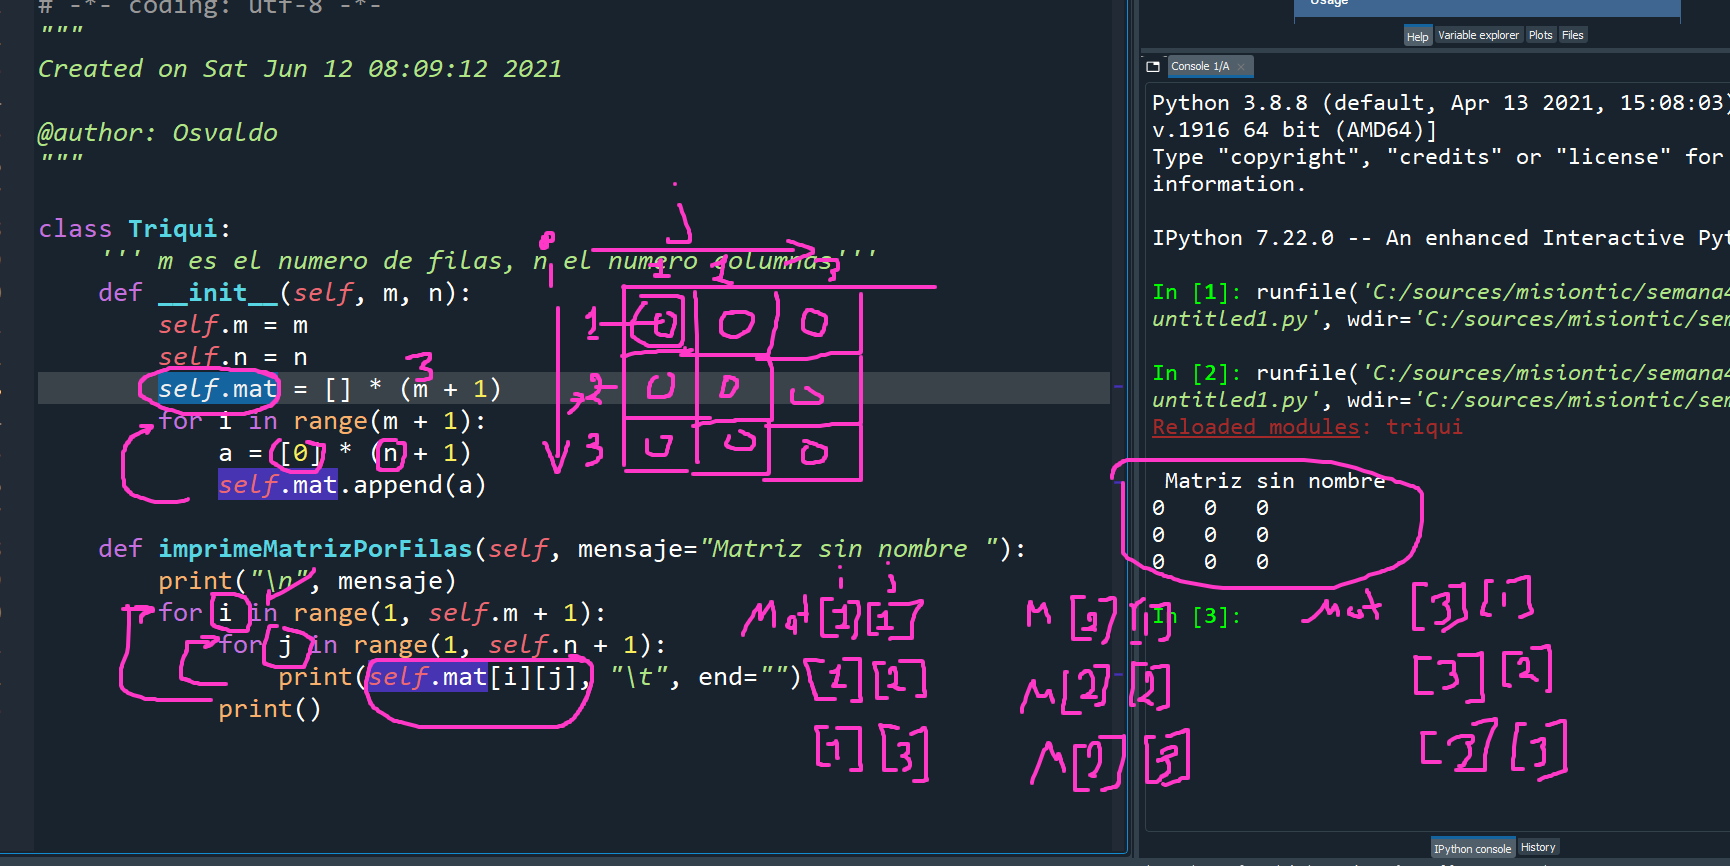 # -*- coding: utf-8 -*-
"""
Created on Sat Jun 12 08:09:12 2021
@author: Osvaldo
"""
class Triqui:
''' m es el numero de filas, n el numero columnas'''
def __init__(self, m, n):
self.m = m
self.n = n
self.mat = [] * (m + 1)
for i in range(m + 1):
a = [0] * (n + 1)
self.mat.append(a)
def imprimeMatrizPorFilas(self, mensaje="Matriz sin nombre "):
print("\n", mensaje)
for i in range(1, self.m + 1):
for j in range(1, self.n + 1):
print(self.mat[i][j], "\t", end="")
print()
3
j
i
1 0 0 0
2 0 0 0
3 0 0 0
i j
Mat [1][1]
[1][2]
[1][3]
M
M[2][2]
M
Mat [3][1]
[3][2]
[3][3]
Usage
Help Variable explorer Plots Files
Console 1/A
Python 3.8.8 (default, Apr 13 2021, 15:08:03)
v.1916 64 bit (AMD64)]
Type "copyright", "credits" or "license" for
information.
IPython 7.22.0 -- An enhanced Interactive Pyt
In [1]: runfile('C:/sources/misiontic/semana4
untitled1.py', wdir='C:/sources/misiontic/sem
In [2]: runfile('C:/sources/misiontic/semana4
untitled1.py', wdir='C:/sources/misiontic/sem
Reloaded modules: triqui
Matriz sin nombre
0 0 0
0 0 0
0 0 0
In [3]:
IPython console History